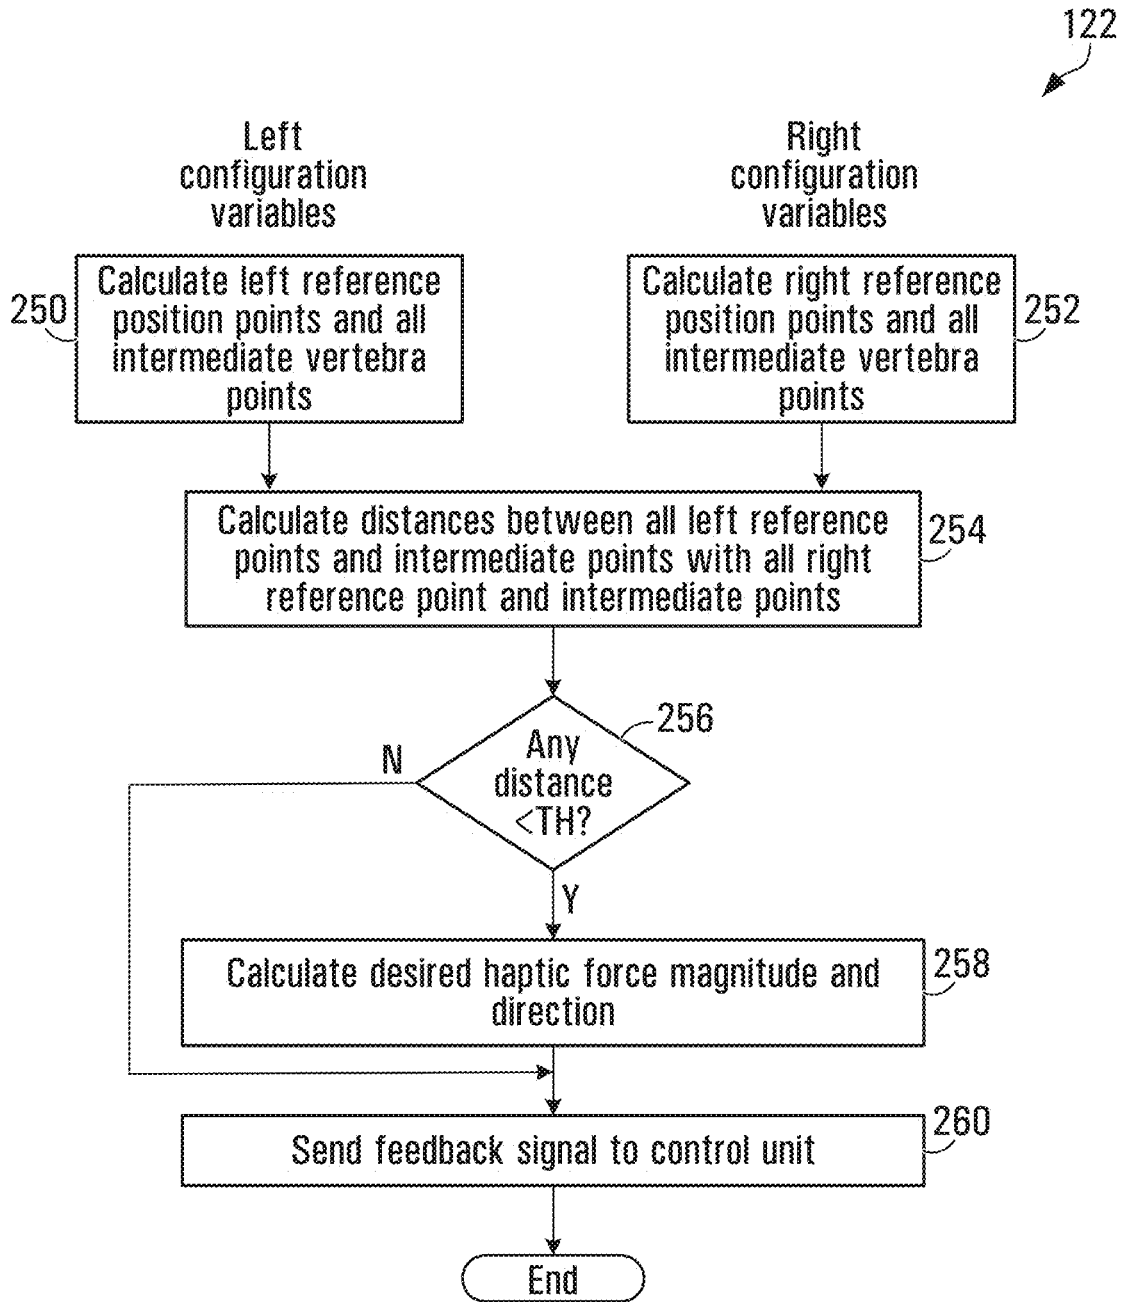 122
Left
configuration
variables
Right
configuration
variables
250
Calculate left reference
position points and all
intermediate vertebra
points
Calculate right reference
position points and all
intermediate vertebra
points
252
Calculate distances between all left reference
points and intermediate points with all right
reference point and intermediate points
254
256
Any
distance
<TH?
N
Y
Calculate desired haptic force magnitude and
direction
258
Send feedback signal to control unit
260
End